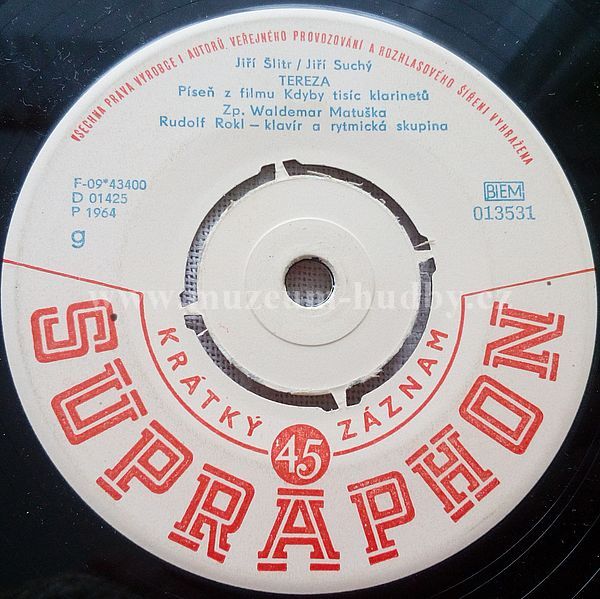 VŠECHNA PRÁVA VÝROBCE I AUTORŮ, VEŘEJNÉHO PROVOZOVÁNÍ A ROZHLASOVÉHO ŠÍŘENÍ VYHRAŽENA
Jiří Šlitr / Jiří Suchý
TEREZA
Píseň z filmu Kdyby tisíc klarinetů
Zp. Waldemar Matuška
Rudolf Rokl — klavír a rytmická skupina
F-09*43400
D 01425
P 1964
g
BIEM
013531
www.muzeum-hudby.cz
KRÁTKÝ 45 ZÁZNAM
SUPRAPHON